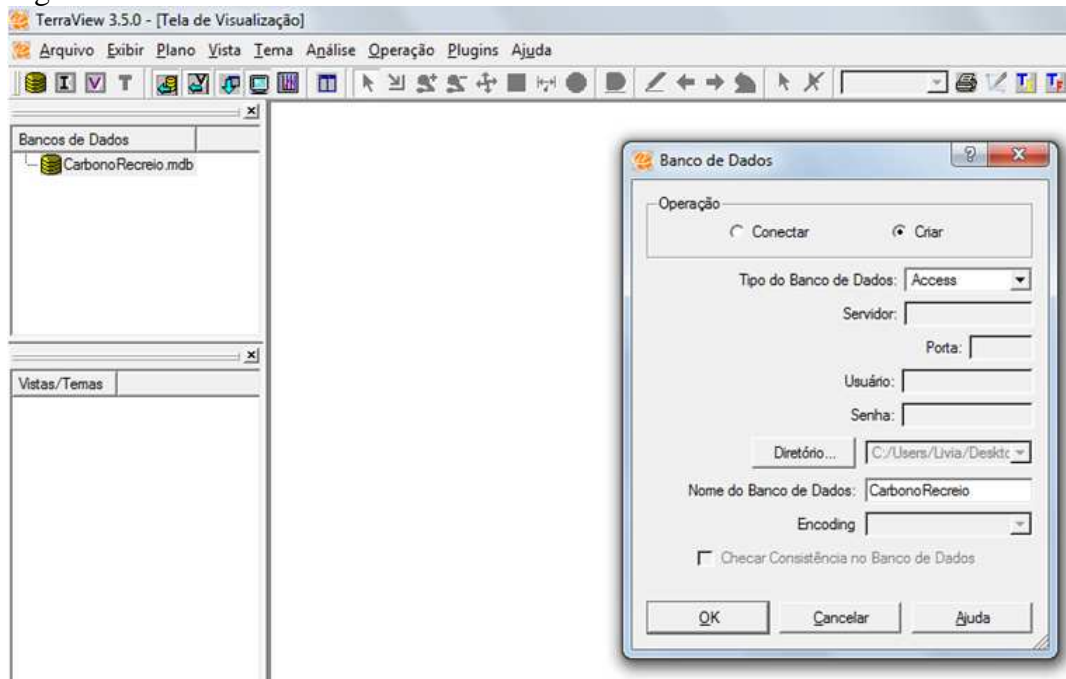 TerraView 3.5.0 - [Tela de Visualização]
Arquivo Exibir Plano Vista Tema Análise Operação Plugins Ajuda
I V T
Bancos de Dados
CarbonoRecreio.mdb
Vistas/Temas
Banco de Dados
Operação
Conectar Criar
Tipo do Banco de Dados: Access
Servidor:
Porta:
Usuário:
Senha:
Diretório... C:/Users/Livia/Deskto
Nome do Banco de Dados: CarbonoRecreio
Encoding
Checar Consistência no Banco de Dados
OK Cancelar Ajuda